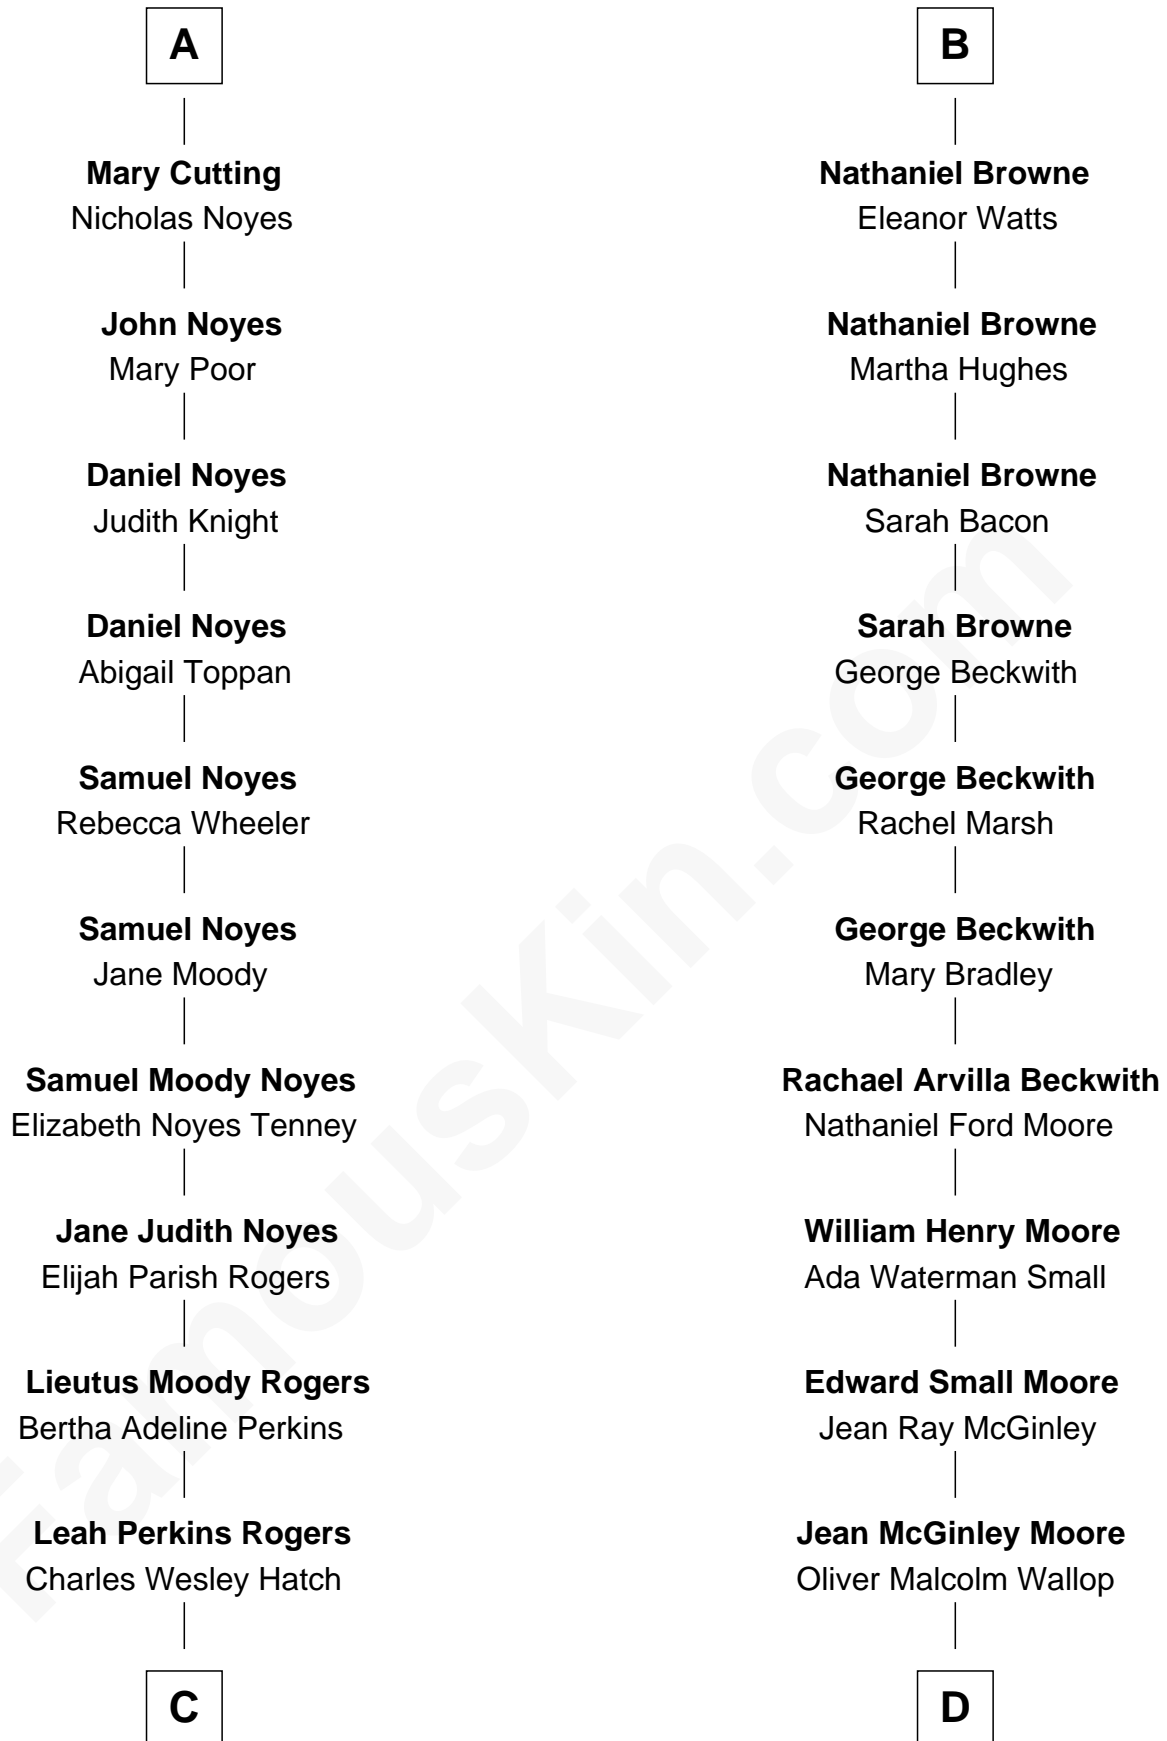 A
Mary Cutting
Nicholas Noyes
John Noyes
Mary Poor
Daniel Noyes
Judith Knight
Daniel Noyes
Abigail Toppan
Samuel Noyes
Rebecca Wheeler
Samuel Noyes
Jane Moody
Samuel Moody Noyes
Elizabeth Noyes Tenney
Jane Judith Noyes
Elijah Parish Rogers
Lieutus Moody Rogers
Bertha Adeline Perkins
Leah Perkins Rogers
Charles Wesley Hatch
C
B
Nathaniel Browne
Eleanor Watts
Nathaniel Browne
Martha Hughes
Nathaniel Browne
Sarah Bacon
Sarah Browne
George Beckwith
George Beckwith
Rachel Marsh
George Beckwith
Mary Bradley
Rachael Arvilla Beckwith
Nathaniel Ford Moore
William Henry Moore
Ada Waterman Small
Edward Small Moore
Jean Ray McGinley
Jean McGinley Moore
Oliver Malcolm Wallop
D
FamousKin.com